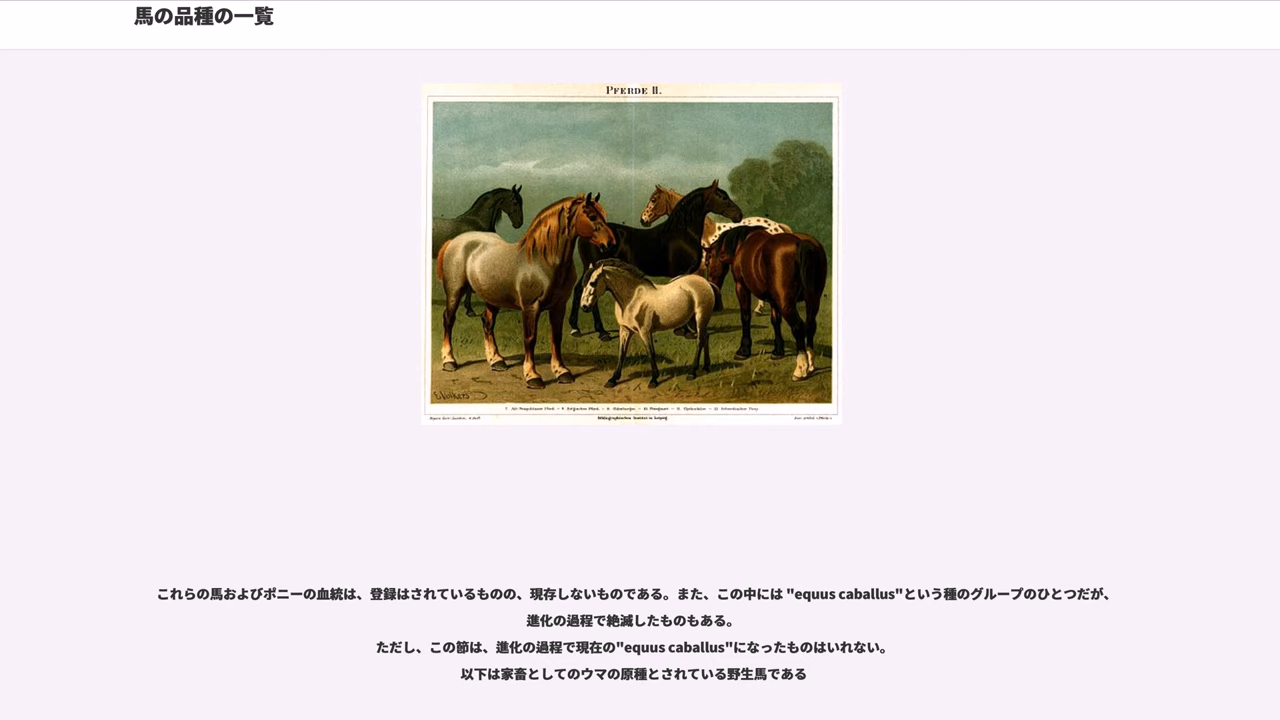 馬の品種の一覧
PFERDE II.
E. Volkers
Bibliographisches Institut in Leipzig.
これらの馬およびポニーの血統は、登録はされているものの、現存しないものである。また、この中には "equus caballus"という種のグループのひとつだが、
進化の過程で絶滅したものもある。
ただし、この節は、進化の過程で現在の"equus caballus"になったものはいれない。
以下は家畜としてのウマの原種とされている野生馬である